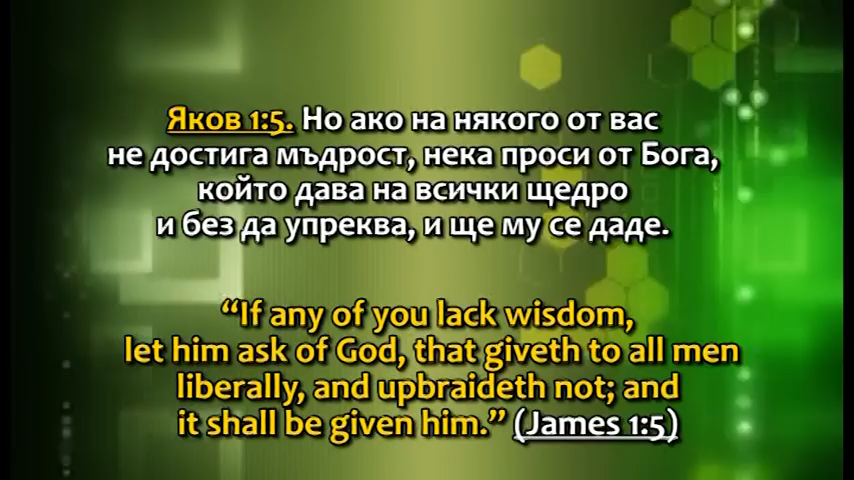 Яков 1:5. Но ако на някого от вас
не достига мъдрост, нека проси от Бога,
който дава на всички щедро
и без да упреква, и ще му се даде.
“If any of you lack wisdom,
let him ask of God, that giveth to all men
liberally, and upbraideth not; and
it shall be given him.” (James 1:5)